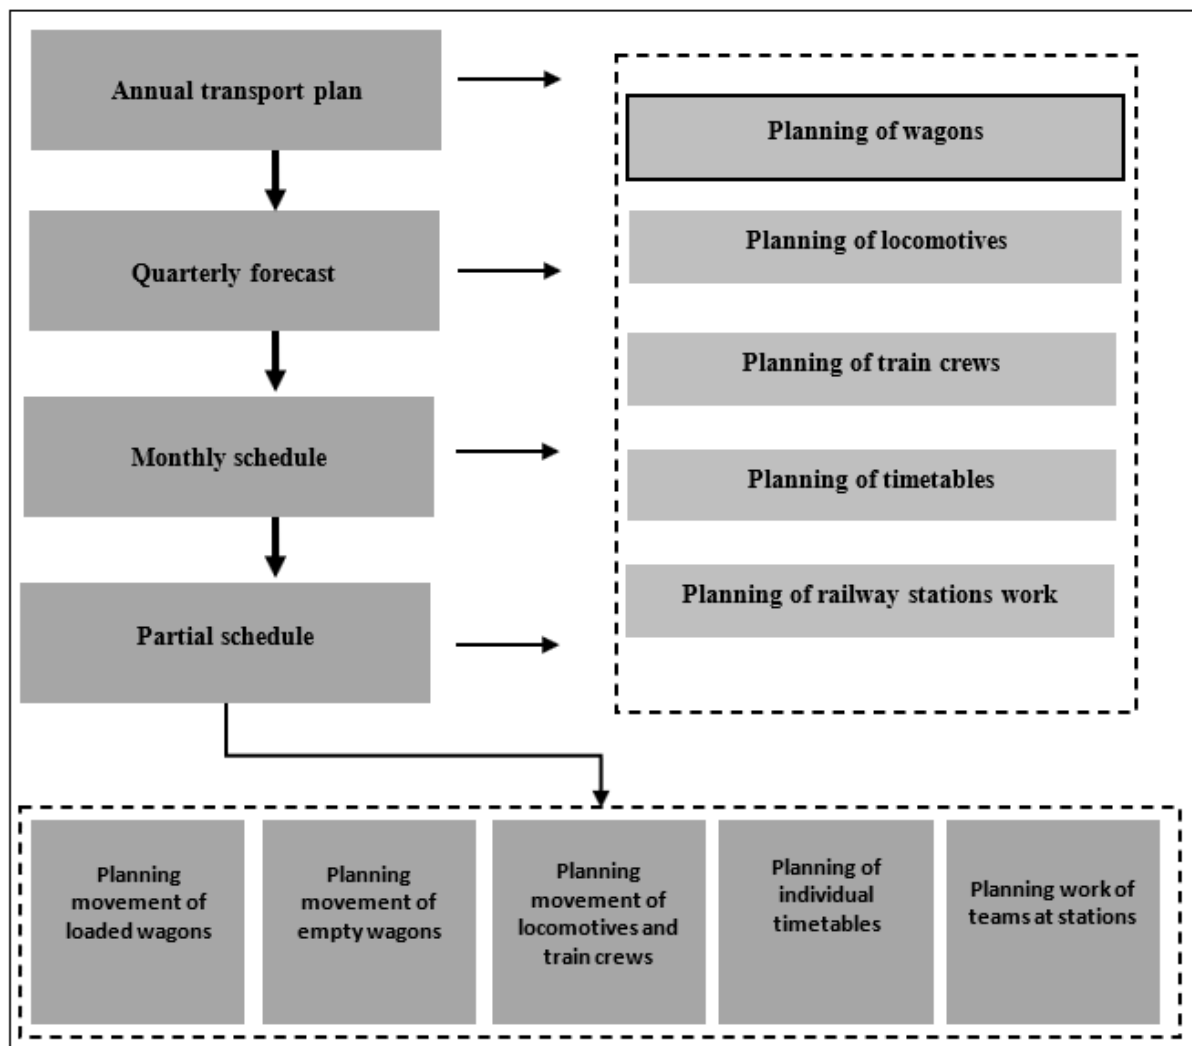 Annual transport plan
Quarterly forecast
Monthly schedule
Partial schedule
Planning of wagons
Planning of locomotives
Planning of train crews
Planning of timetables
Planning of railway stations work
Planning
movement of
loaded wagons
Planning
movement of
empty wagons
Planning
movement of
locomotives and
train crews
Planning of
individual
timetables
Planning work of
teams at stations